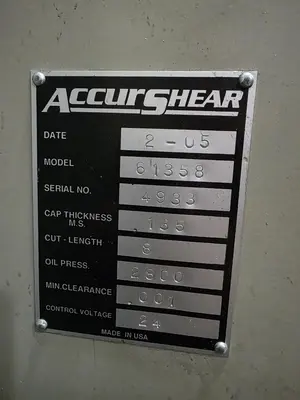 ACCURSHEAR
DATE 2-05
MODEL 61358
SERIAL NO. 4933
CAP THICKNESS M.S. 135
CUT - LENGTH 8
OIL PRESS. 2800
MIN. CLEARANCE .001
CONTROL VOLTAGE 24
MADE IN USA